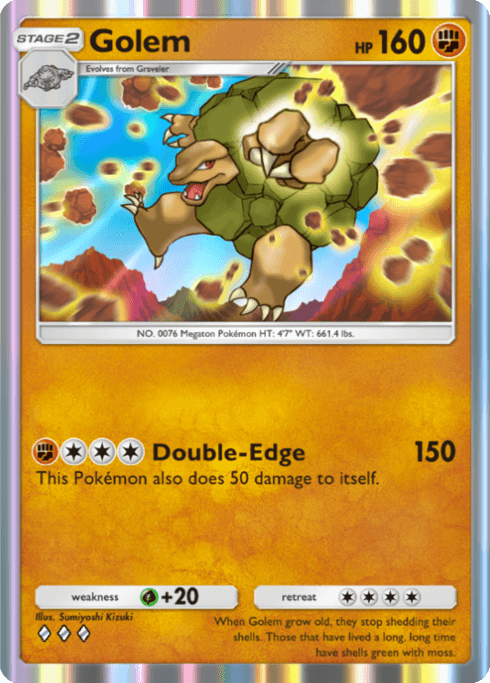 STAGE 2 Golem HP 160
Evolves from Graveler
NO. 0076 Megaton Pokémon HT: 4'7" WT: 661.4 lbs.
Double-Edge 150
This Pokémon also does 50 damage to itself.
weakness +20 retreat
Illus. Sumiyoshi Kizuki
When Golem grow old, they stop shedding their
shells. Those that have lived a long, long time
have shells green with moss.